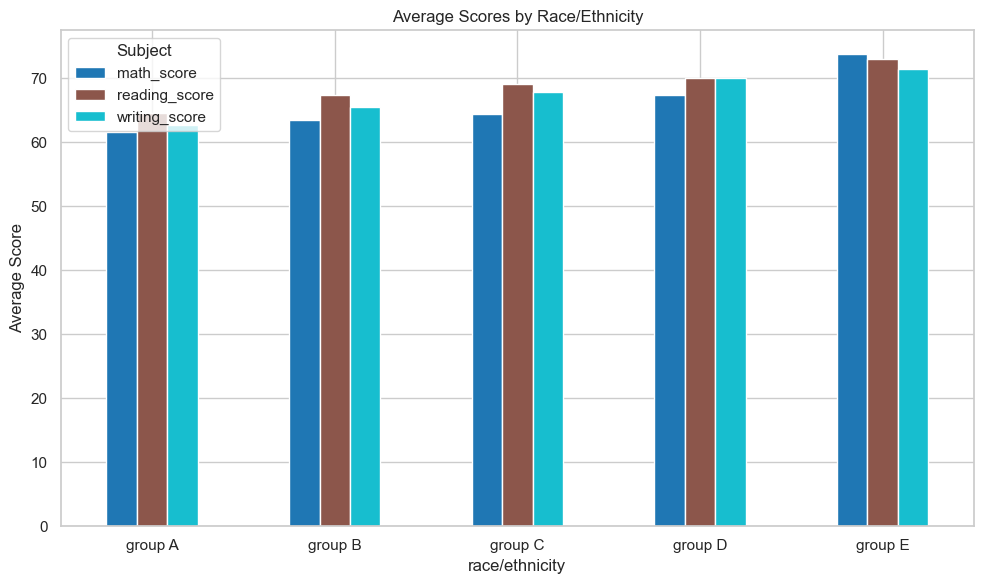 Average Scores by Race/Ethnicity
Subject
math_score
reading_score
writing_score
Average Score
70
60
50
40
30
20
10
0
group A group B group C group D group E
race/ethnicity